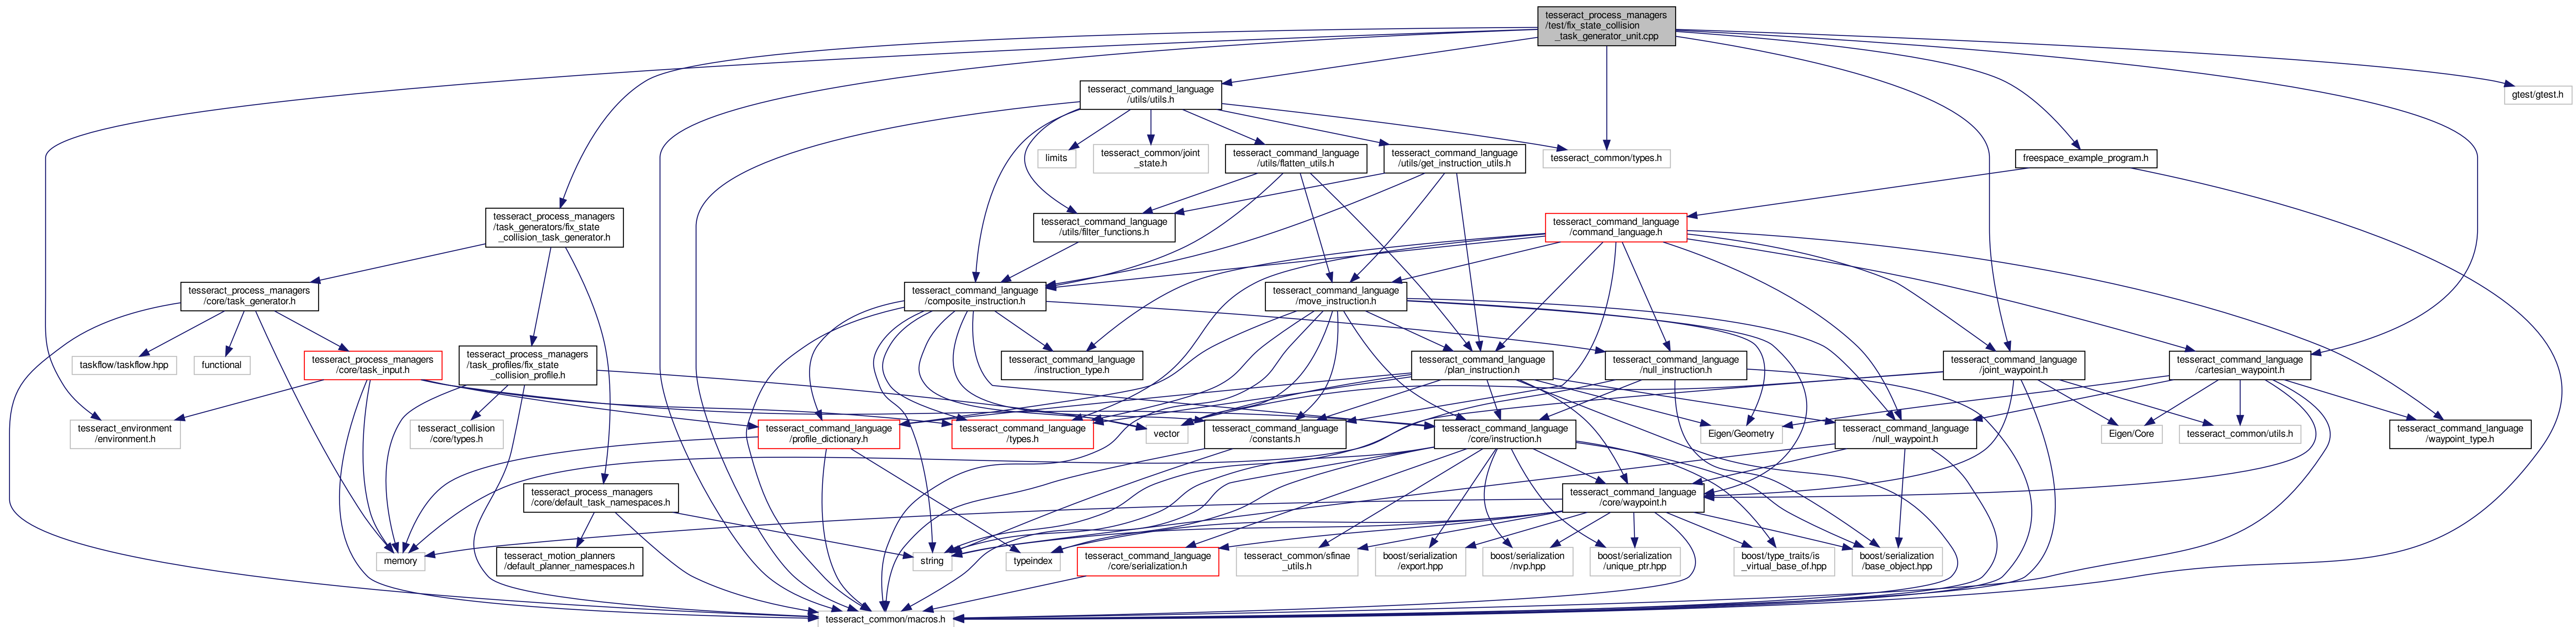 tesseract_process_managers
/test/fix_state_collision
_task_generator_unit.cpp
tesseract_command_language
/utils/utils.h
gtest/gtest.h
limits
tesseract_common/joint
_state.h
tesseract_command_language
/utils/flatten_utils.h
tesseract_command_language
/utils/get_instruction_utils.h
tesseract_common/types.h
freespace_example_program.h
tesseract_process_managers
/task_generators/fix_state
_collision_task_generator.h
tesseract_command_language
/utils/filter_functions.h
tesseract_command_language
/command_language.h
tesseract_process_managers
/core/task_generator.h
tesseract_command_language
/composite_instruction.h
tesseract_command_language
/move_instruction.h
taskflow/taskflow.hpp
functional
tesseract_process_managers
/core/task_input.h
tesseract_process_managers
/task_profiles/fix_state
_collision_profile.h
tesseract_command_language
/instruction_type.h
tesseract_command_language
/plan_instruction.h
tesseract_command_language
/null_instruction.h
tesseract_command_language
/joint_waypoint.h
tesseract_command_language
/cartesian_waypoint.h
tesseract_environment
/environment.h
tesseract_collision
/core/types.h
tesseract_command_language
/profile_dictionary.h
tesseract_command_language
/types.h
vector
tesseract_command_language
/constants.h
tesseract_command_language
/core/instruction.h
Eigen/Geometry
tesseract_command_language
/null_waypoint.h
Eigen/Core
tesseract_common/utils.h
tesseract_command_language
/waypoint_type.h
tesseract_process_managers
/core/default_task_namespaces.h
tesseract_command_language
/core/waypoint.h
memory
tesseract_motion_planners
/default_planner_namespaces.h
string
typeindex
tesseract_command_language
/core/serialization.h
tesseract_common/sfinae
_utils.h
boost/serialization
/export.hpp
boost/serialization
/nvp.hpp
boost/serialization
/unique_ptr.hpp
boost/type_traits/is
_virtual_base_of.hpp
boost/serialization
/base_object.hpp
tesseract_common/macros.h